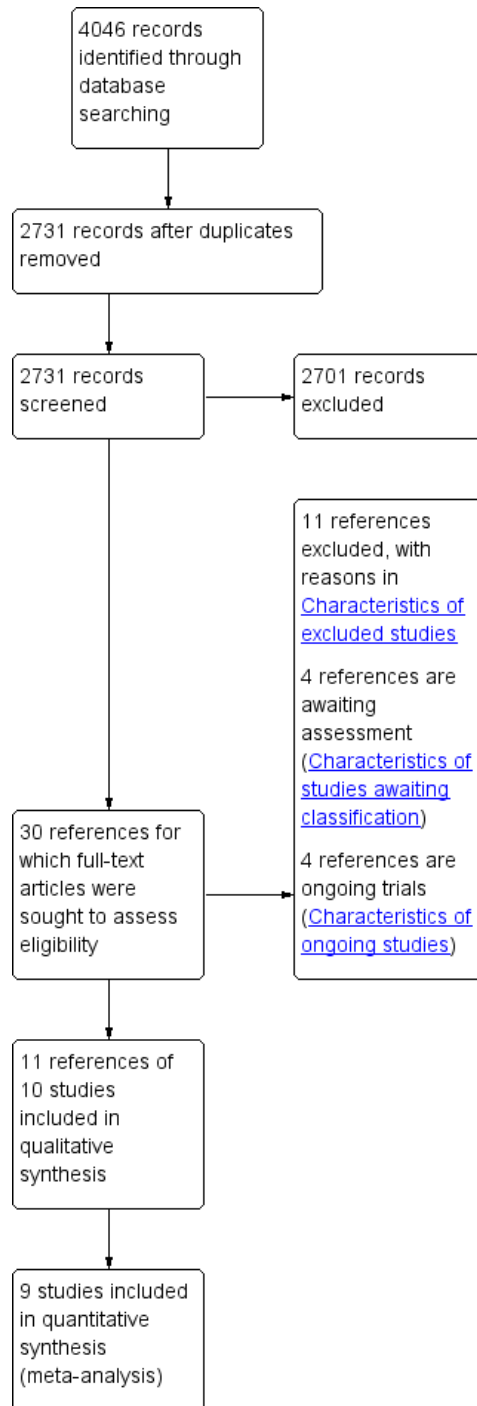 4046 records
identified through
database
searching
2731 records after duplicates
removed
2731 records
screened
2701 records
excluded
11 references
excluded, with
reasons in
Characteristics of
excluded studies
4 references are
awaiting
assessment
(Characteristics of
studies awaiting
classification)
4 references are
ongoing trials
(Characteristics of
ongoing studies)
30 references for
which full-text
articles were
sought to assess
eligibility
11 references of
10 studies
included in
qualitative
synthesis
9 studies included
in quantitative
synthesis
(meta-analysis)